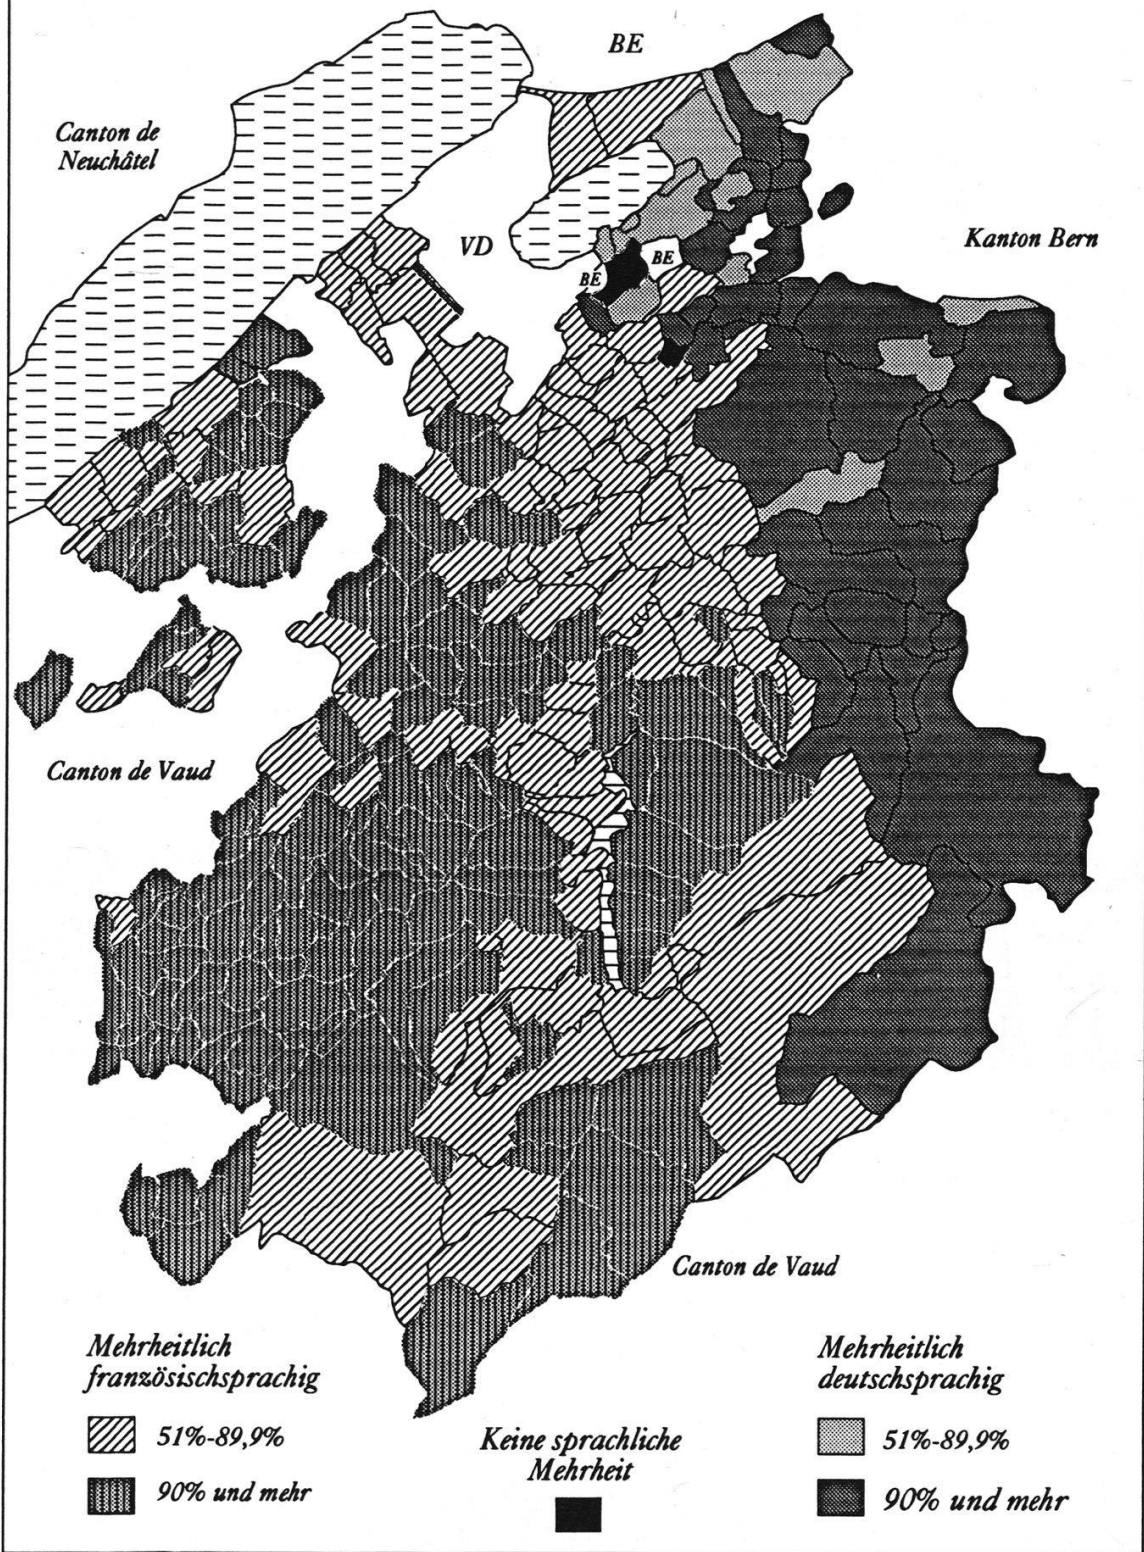 BE
Canton de
Neuchâtel
VD
BE
BE
Kanton Bern
Canton de Vaud
Canton de Vaud
Mehrheitlich
französischsprachig
51%-89,9%
90% und mehr
Keine sprachliche
Mehrheit
Mehrheitlich
deutschsprachig
51%-89,9%
90% und mehr